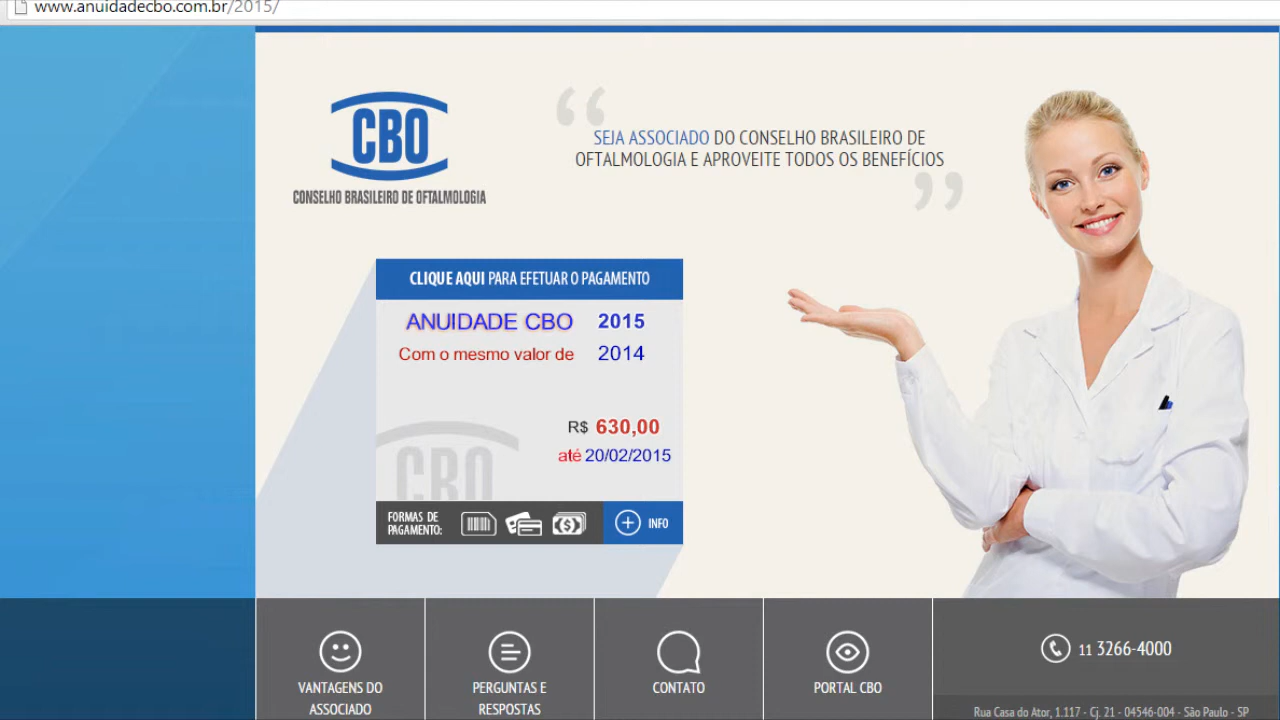 www.anuidadecbo.com.br/2015/
CBO
CONSELHO BRASILEIRO DE OFTALMOLOGIA
“
SEJA ASSOCIADO DO CONSELHO BRASILEIRO DE
OFTALMOLOGIA E APROVEITE TODOS OS BENEFÍCIOS
”
CLIQUE AQUI PARA EFETUAR O PAGAMENTO
ANUIDADE CBO 2015
Com o mesmo valor de 2014
R$ 630,00
até 20/02/2015
CBO
FORMAS DE
PAGAMENTO:
INFO
VANTAGENS DO
ASSOCIADO
PERGUNTAS E
RESPOSTAS
CONTATO
PORTAL CBO
11 3266-4000
Rua Casa do Ator, 1.117 - Cj. 21 - 04546-004 - São Paulo - SP